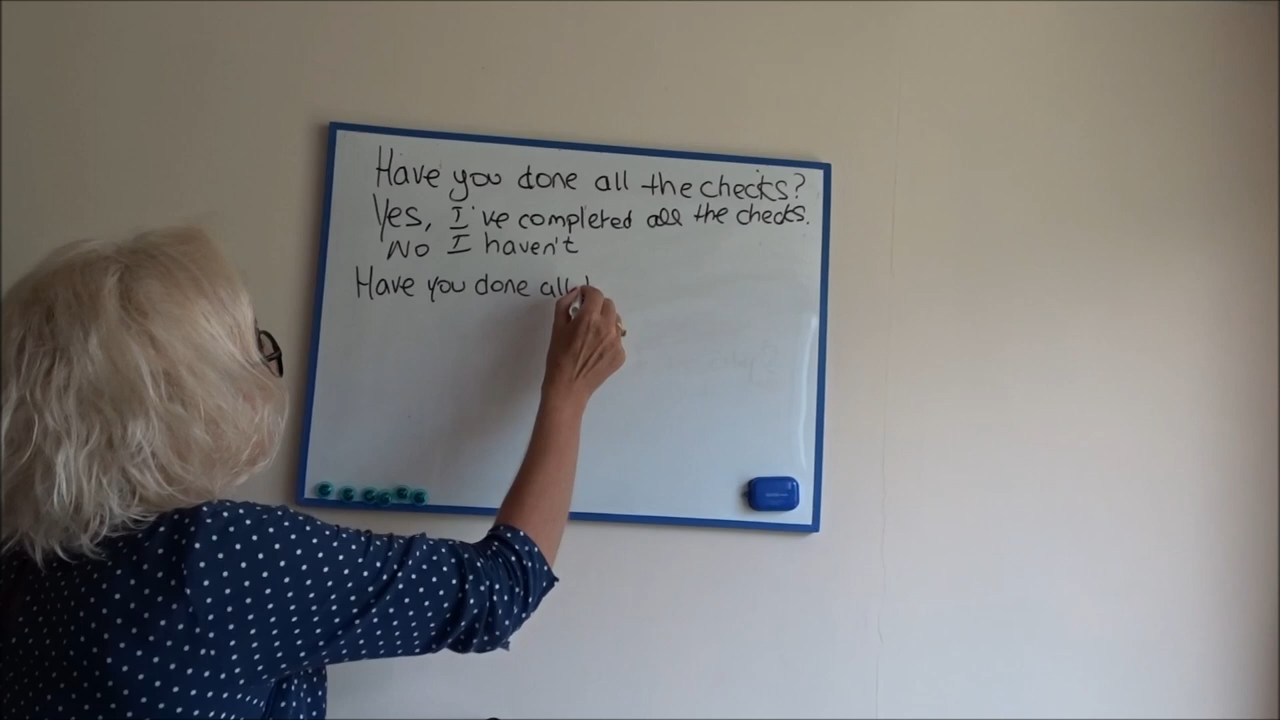 Have you done all the checks?
Yes, I've completed all the checks.
No I haven't
Have you done all